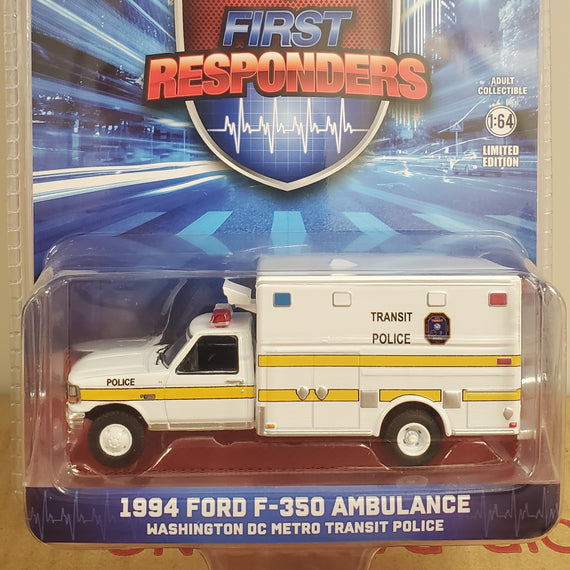 FIRST
RESPONDERS
ADULT
COLLECTIBLE
1:64
LIMITED
EDITION
TRANSIT
POLICE
POLICE
1994 FORD F-350 AMBULANCE
WASHINGTON DC METRO TRANSIT POLICE